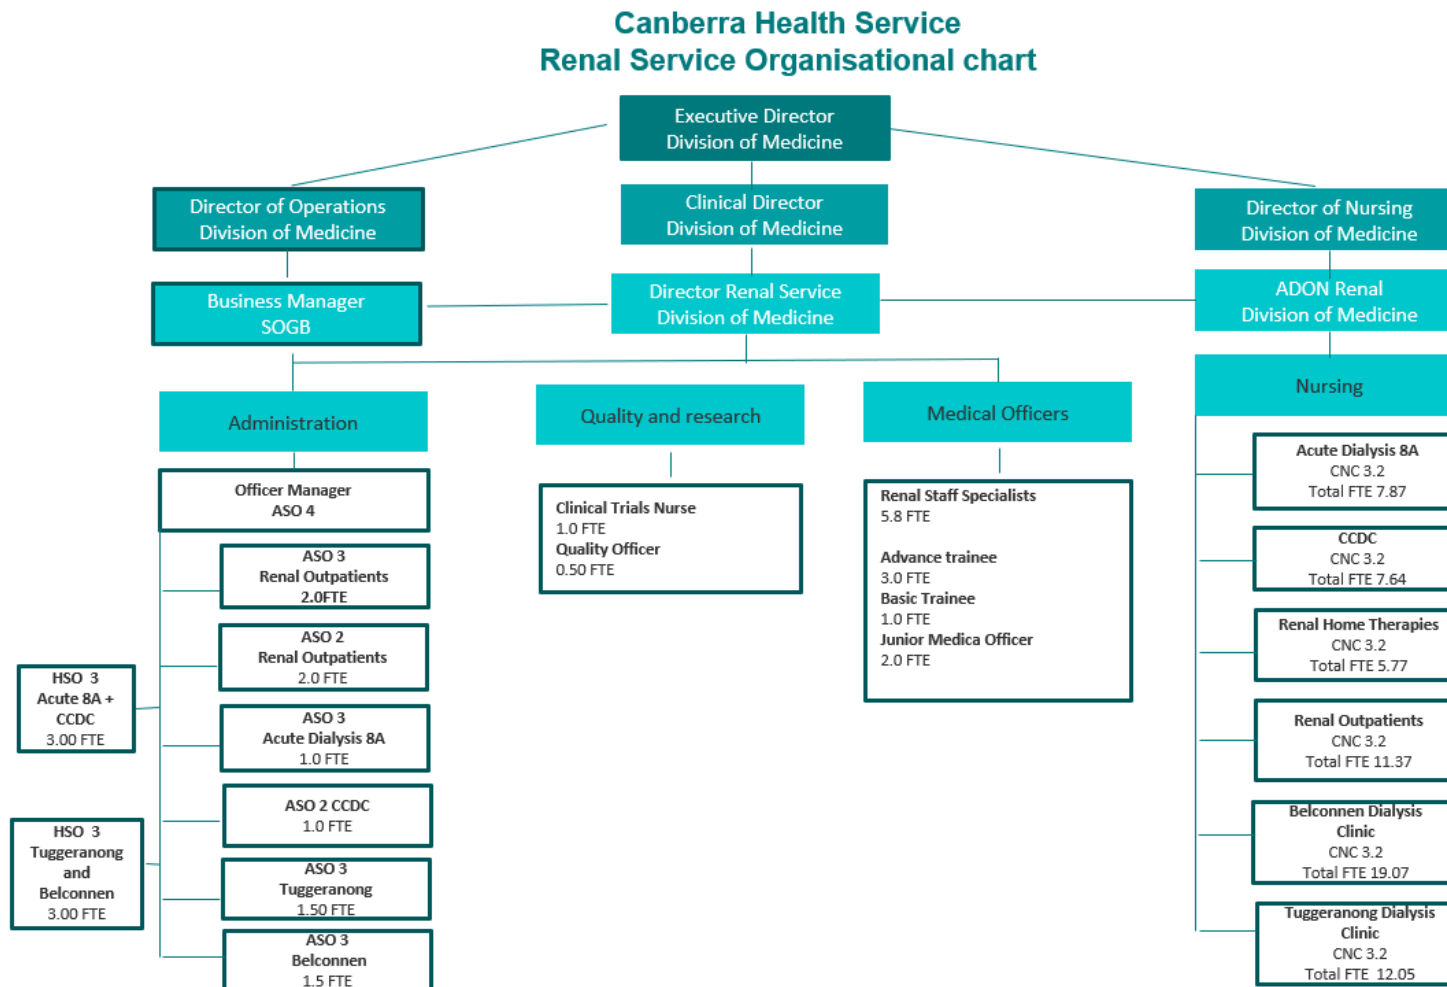 Canberra Health Service
Renal Service Organisational chart
Executive Director
Division of Medicine
Director of Operations
Division of Medicine
Clinical Director
Division of Medicine
Director of Nursing
Division of Medicine
Business Manager
SOGB
Director Renal Service
Division of Medicine
ADON Renal
Division of Medicine
Administration
Quality and research
Medical Officers
Nursing
Officer Manager
ASO 4
ASO 3
Renal Outpatients
2.0FTE
ASO 2
Renal Outpatients
2.0 FTE
HSO 3
Acute 8A +
CCDC
3.00 FTE
ASO 3
Acute Dialysis 8A
1.0 FTE
ASO 2 CCDC
1.0 FTE
HSO 3
Tuggeranong
and
Belconnen
3.00 FTE
ASO 3
Tuggeranong
1.50 FTE
ASO 3
Belconnen
1.5 FTE
Clinical Trials Nurse
1.0 FTE
Quality Officer
0.50 FTE
Renal Staff Specialists
5.8 FTE
Advance trainee
3.0 FTE
Basic Trainee
1.0 FTE
Junior Medica Officer
2.0 FTE
Acute Dialysis 8A
CNC 3.2
Total FTE 7.87
CCDC
CNC 3.2
Total FTE 7.64
Renal Home Therapies
CNC 3.2
Total FTE 5.77
Renal Outpatients
CNC 3.2
Total FTE 11.37
Belconnen Dialysis
Clinic
CNC 3.2
Total FTE 19.07
Tuggeranong Dialysis
Clinic
CNC 3.2
Total FTE 12.05